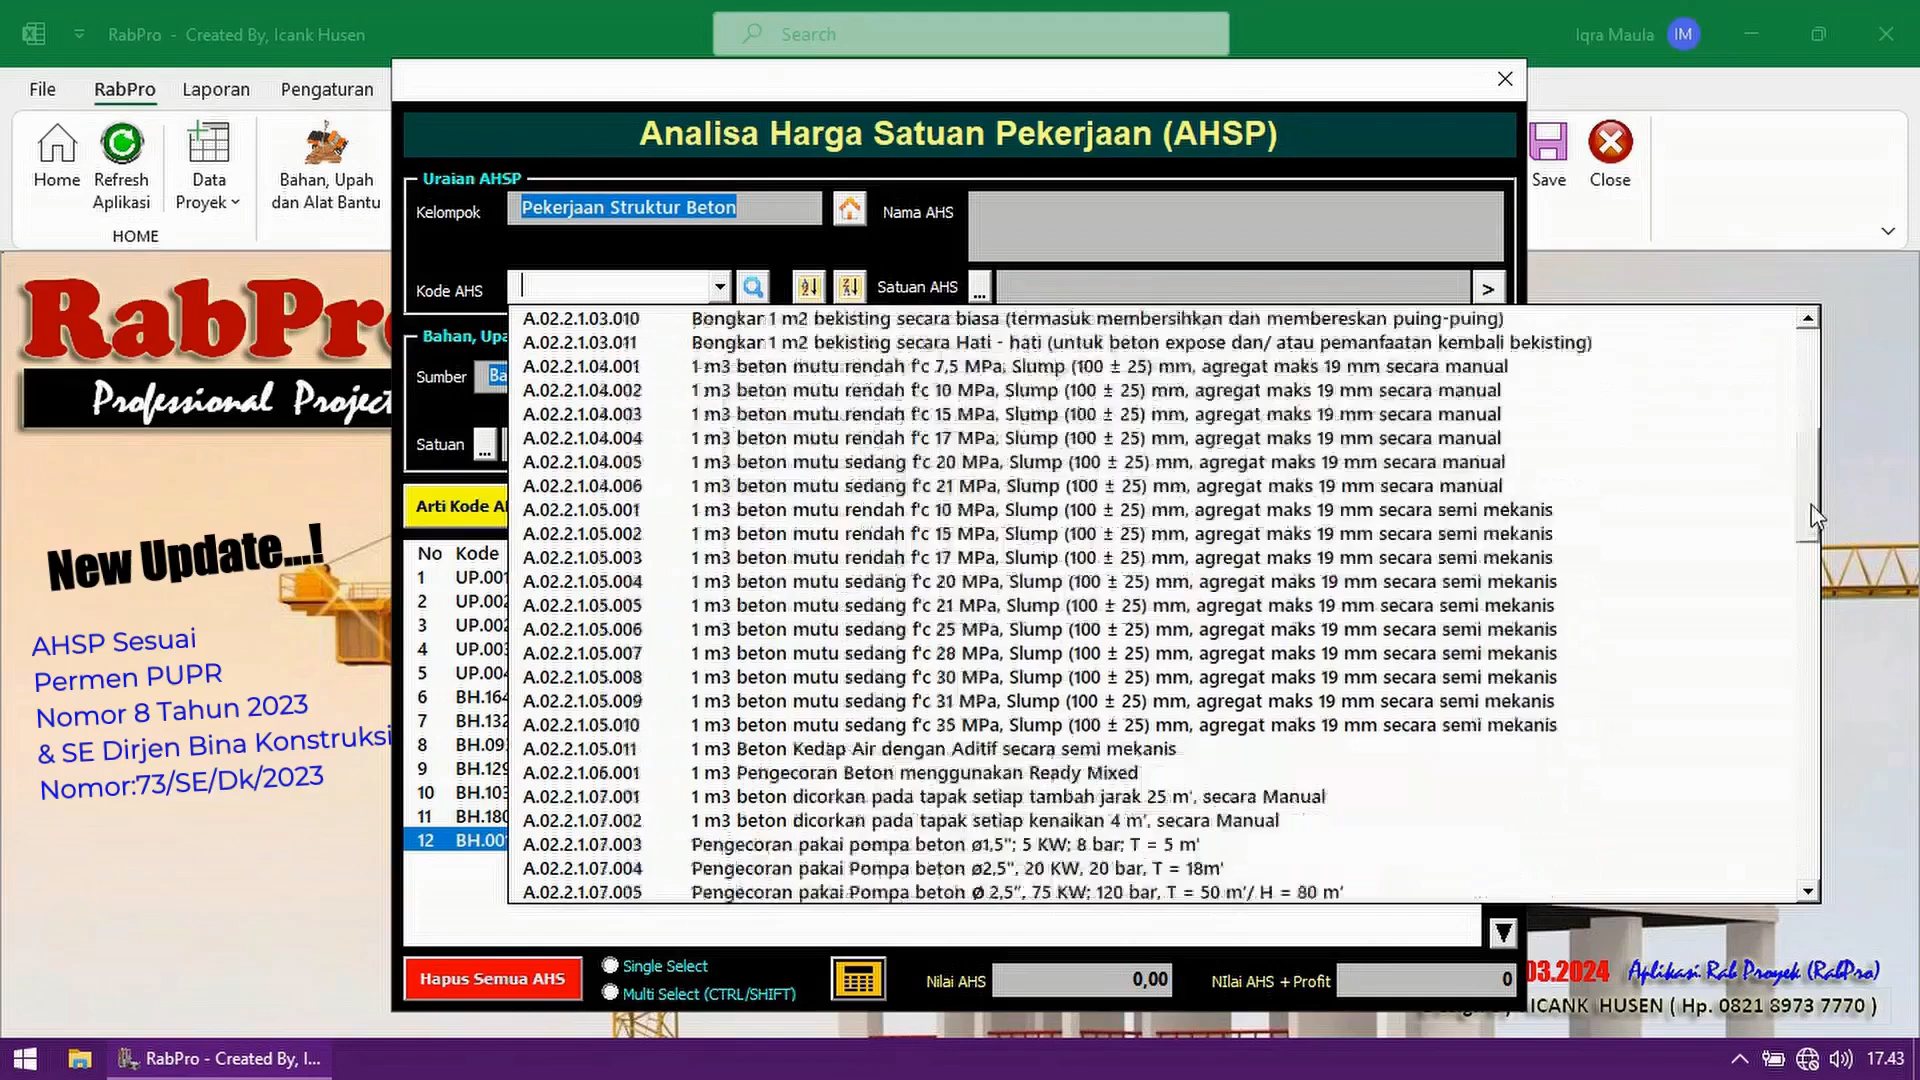 RabPro - Created By, Icank Husen
Search
Iqra Maula IM
File RabPro Laporan Pengaturan
Home
Refresh Aplikasi
Data Proyek
Bahan, Upah dan Alat Bantu
Save
Close
HOME
RabPro
Professional Project
New Update...!
AHSP Sesuai
Permen PUPR
Nomor 8 Tahun 2023
& SE Dirjen Bina Konstruksi
Nomor:73/SE/Dk/2023
Analisa Harga Satuan Pekerjaan (AHSP)
Uraian AHSP
Kelompok Pekerjaan Struktur Beton Nama AHS
Kode AHS Satuan AHS ... >
Bahan, Upa
Sumber Ba
Satuan ...
Arti Kode AH
No Kode
1 UP.001
2 UP.002
3 UP.002
4 UP.003
5 UP.004
6 BH.164
7 BH.132
8 BH.09
9 BH.129
10 BH.103
11 BH.180
12 BH.00
A.02.2.1.03.010 Bongkar 1 m2 bekisting secara biasa (termasuk membersihkan dan membereskan puing-puing)
A.02.2.1.03.011 Bongkar 1 m2 bekisting secara Hati - hati (untuk beton expose dan/ atau pemanfaatan kembali bekisting)
A.02.2.1.04.001 1 m3 beton mutu rendah f'c 7,5 MPa, Slump (100 ± 25) mm, agregat maks 19 mm secara manual
A.02.2.1.04.002 1 m3 beton mutu rendah f'c 10 MPa, Slump (100 ± 25) mm, agregat maks 19 mm secara manual
A.02.2.1.04.003 1 m3 beton mutu rendah f'c 15 MPa, Slump (100 ± 25) mm, agregat maks 19 mm secara manual
A.02.2.1.04.004 1 m3 beton mutu rendah f'c 17 MPa, Slump (100 ± 25) mm, agregat maks 19 mm secara manual
A.02.2.1.04.005 1 m3 beton mutu sedang f'c 20 MPa, Slump (100 ± 25) mm, agregat maks 19 mm secara manual
A.02.2.1.04.006 1 m3 beton mutu sedang f'c 21 MPa, Slump (100 ± 25) mm, agregat maks 19 mm secara manual
A.02.2.1.05.001 1 m3 beton mutu rendah f'c 10 MPa, Slump (100 ± 25) mm, agregat maks 19 mm secara semi mekanis
A.02.2.1.05.002 1 m3 beton mutu rendah f'c 15 MPa, Slump (100 ± 25) mm, agregat maks 19 mm secara semi mekanis
A.02.2.1.05.003 1 m3 beton mutu rendah f'c 17 MPa, Slump (100 ± 25) mm, agregat maks 19 mm secara semi mekanis
A.02.2.1.05.004 1 m3 beton mutu sedang f'c 20 MPa, Slump (100 ± 25) mm, agregat maks 19 mm secara semi mekanis
A.02.2.1.05.005 1 m3 beton mutu sedang f'c 21 MPa, Slump (100 ± 25) mm, agregat maks 19 mm secara semi mekanis
A.02.2.1.05.006 1 m3 beton mutu sedang f'c 25 MPa, Slump (100 ± 25) mm, agregat maks 19 mm secara semi mekanis
A.02.2.1.05.007 1 m3 beton mutu sedang f'c 28 MPa, Slump (100 ± 25) mm, agregat maks 19 mm secara semi mekanis
A.02.2.1.05.008 1 m3 beton mutu sedang f'c 30 MPa, Slump (100 ± 25) mm, agregat maks 19 mm secara semi mekanis
A.02.2.1.05.009 1 m3 beton mutu sedang f'c 31 MPa, Slump (100 ± 25) mm, agregat maks 19 mm secara semi mekanis
A.02.2.1.05.010 1 m3 beton mutu sedang f'c 35 MPa, Slump (100 ± 25) mm, agregat maks 19 mm secara semi mekanis
A.02.2.1.05.011 1 m3 Beton Kedap Air dengan Aditif secara semi mekanis
A.02.2.1.06.001 1 m3 Pengecoran Beton menggunakan Ready Mixed
A.02.2.1.07.001 1 m3 beton dicorkan pada tapak setiap tambah jarak 25 m', secara Manual
A.02.2.1.07.002 1 m3 beton dicorkan pada tapak setiap kenaikan 4 m', secara Manual
A.02.2.1.07.003 Pengecoran pakai pompa beton ø1,5"; 5 KW; 8 bar; T = 5 m'
A.02.2.1.07.004 Pengecoran pakai Pompa beton ø2.5", 20 KW, 20 bar, T = 18m'
A.02.2.1.07.005 Pengecoran pakai Pompa beton ø 2.5", 75 KW; 120 bar, T = 50 m'/ H = 80 m'
Hapus Semua AHS
Single Select
Multi Select (CTRL/SHIFT)
Nilai AHS 0,00
NIlai AHS + Profit 0
03.2024 Aplikasi Rab Proyek (RabPro)
ICANK HUSEN ( Hp. 0821 8973 7770 )
RabPro - Created By, I...
17.43